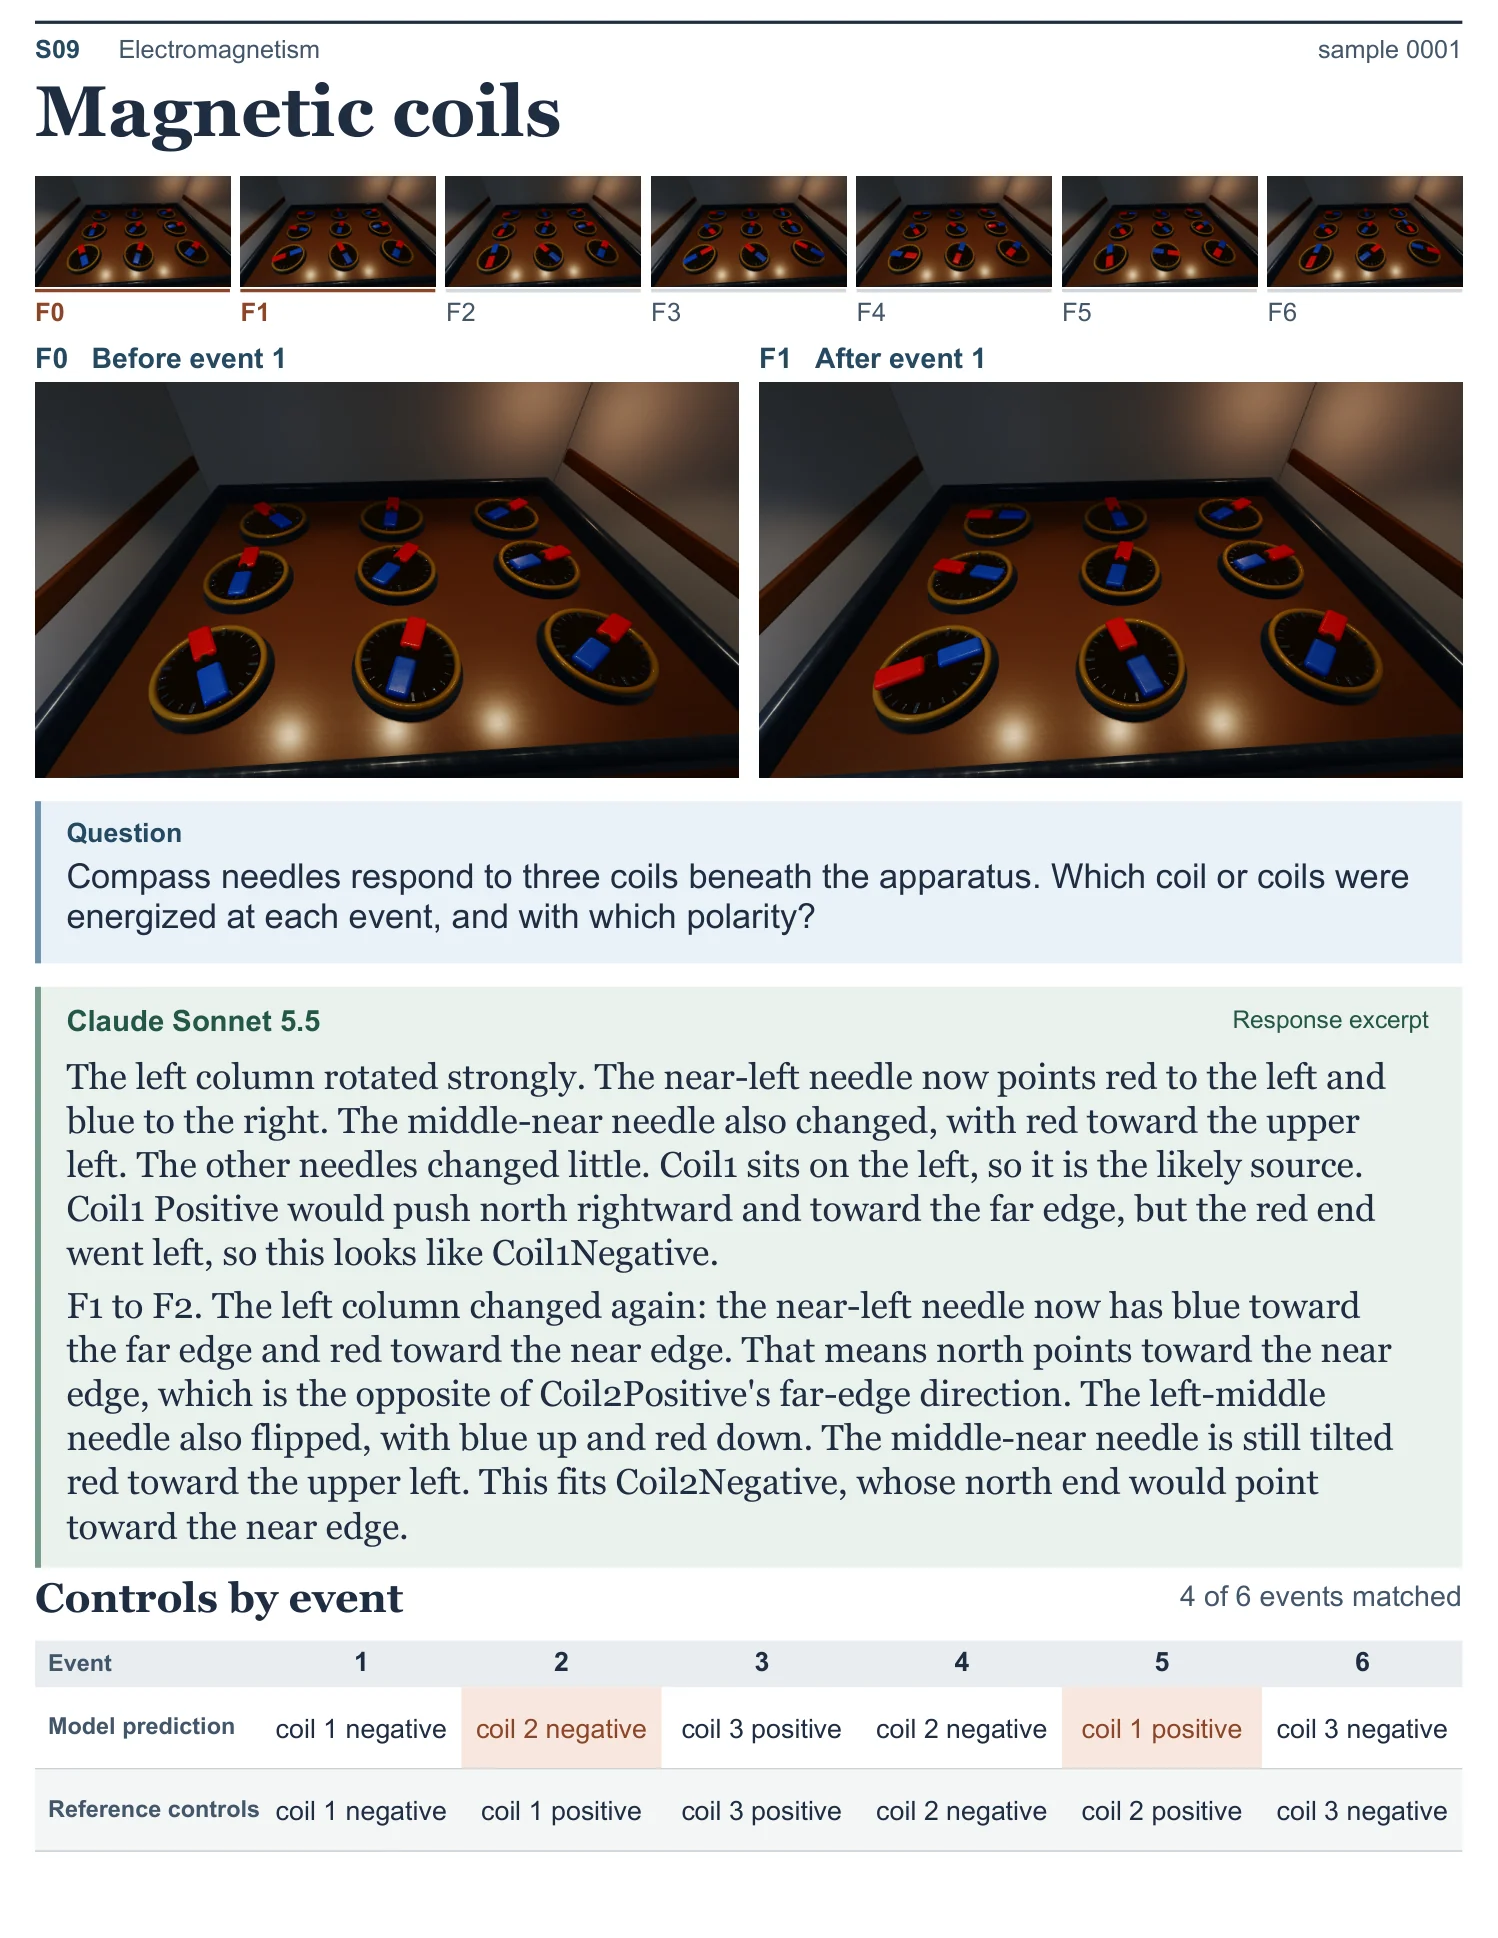 S09 Electromagnetism sample 0001
Magnetic coils
F0 F1 F2 F3 F4 F5 F6
F0 Before event 1 F1 After event 1
Question
Compass needles respond to three coils beneath the apparatus. Which coil or coils were
energized at each event, and with which polarity?
Claude Sonnet 5.5 Response excerpt
The left column rotated strongly. The near-left needle now points red to the left and
blue to the right. The middle-near needle also changed, with red toward the upper
left. The other needles changed little. Coil1 sits on the left, so it is the likely source.
Coil1 Positive would push north rightward and toward the far edge, but the red end
went left, so this looks like Coil1Negative.
F1 to F2. The left column changed again: the near-left needle now has blue toward
the far edge and red toward the near edge. That means north points toward the near
edge, which is the opposite of Coil2Positive's far-edge direction. The left-middle
needle also flipped, with blue up and red down. The middle-near needle is still tilted
red toward the upper left. This fits Coil2Negative, whose north end would point
toward the near edge.
Controls by event 4 of 6 events matched
Event 1 2 3 4 5 6
Model prediction coil 1 negative coil 2 negative coil 3 positive coil 2 negative coil 1 positive coil 3 negative
Reference controls coil 1 negative coil 1 positive coil 3 positive coil 2 negative coil 2 positive coil 3 negative